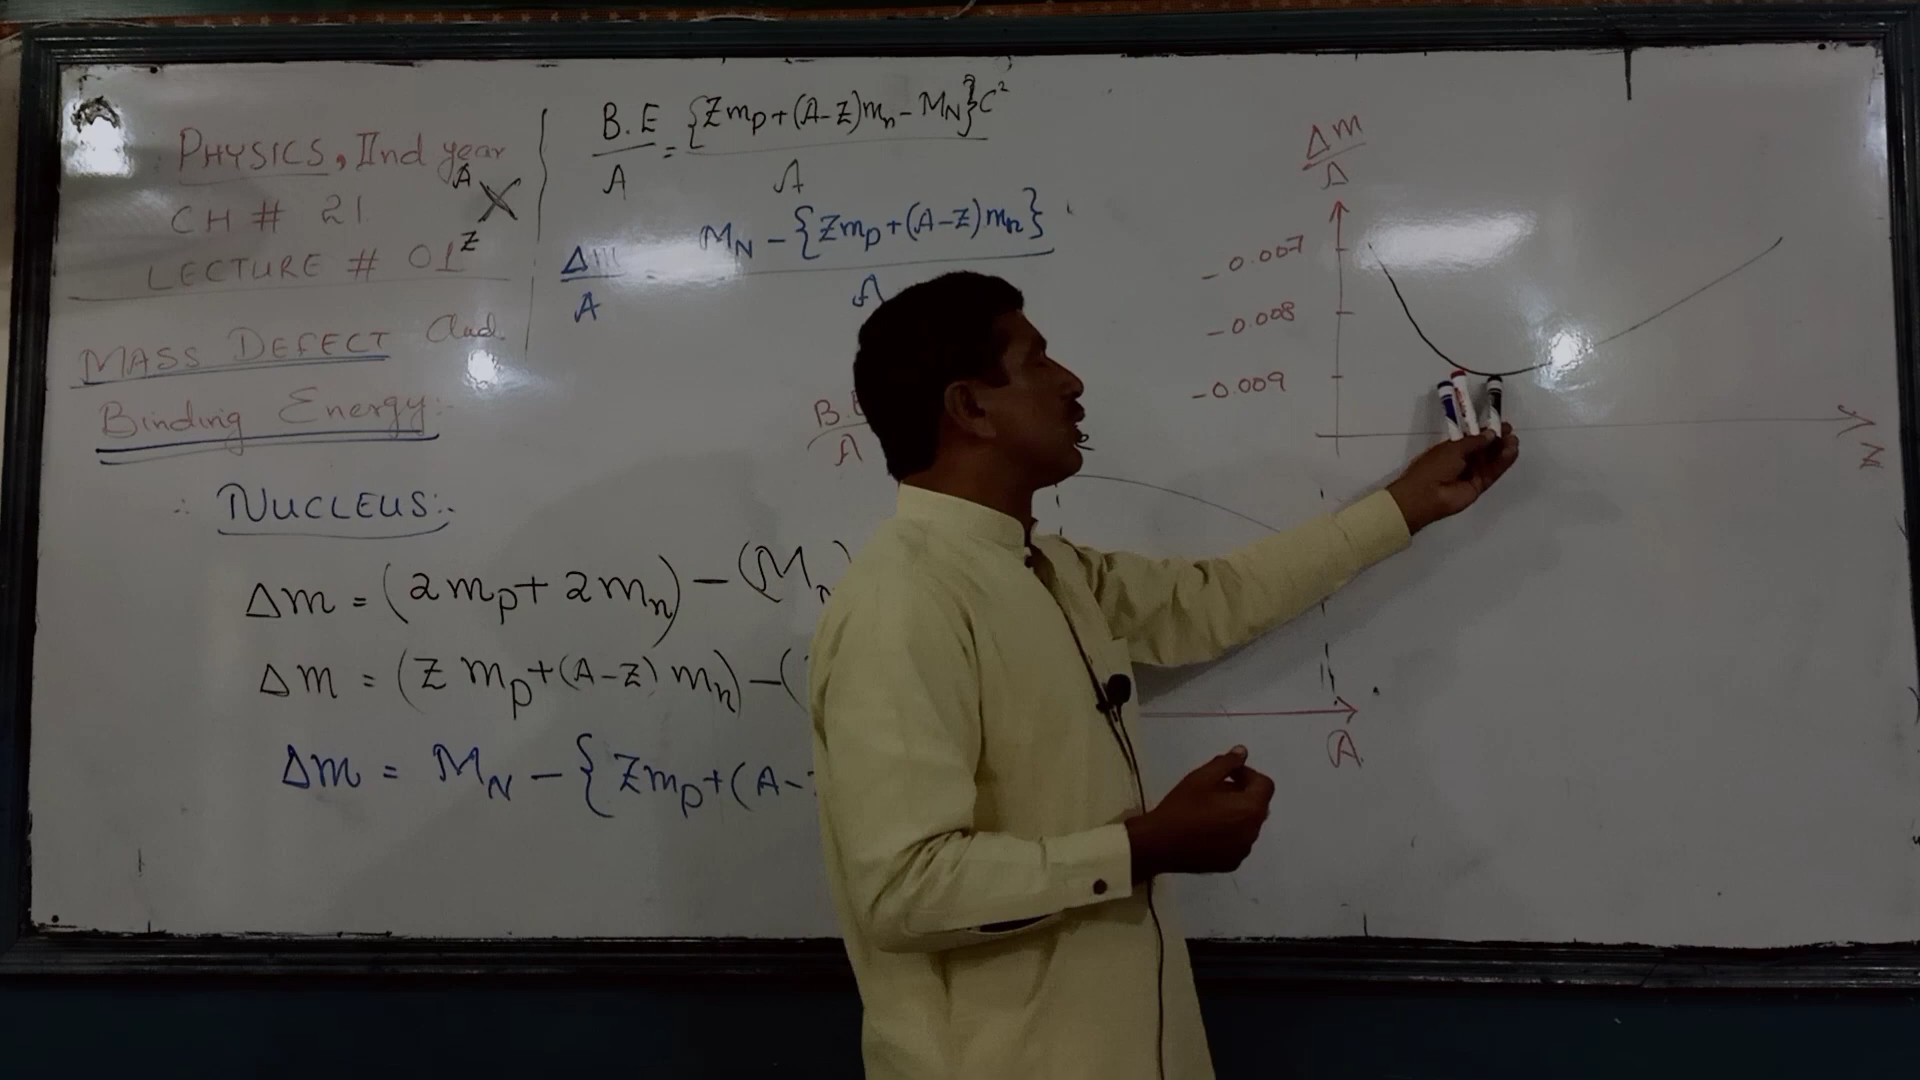 PHYSICS, IInd year
CH # 21
LECTURE # 01
A
X
Z
MASS DEFECT And
Binding Energy:-
NUCLEUS:-
Δm = (2mp + 2mn) - (M
Δm = (Z mp + (A-Z) mn) - (
Δm = MN - {Zmp + (A-
B.E/A = {Zmp + (A-Z)mn - MN}C²/A
Δm/A = MN - {Zmp + (A-Z)mn}/A
B.E
A
A
Δm/A
-0.007
-0.008
-0.009